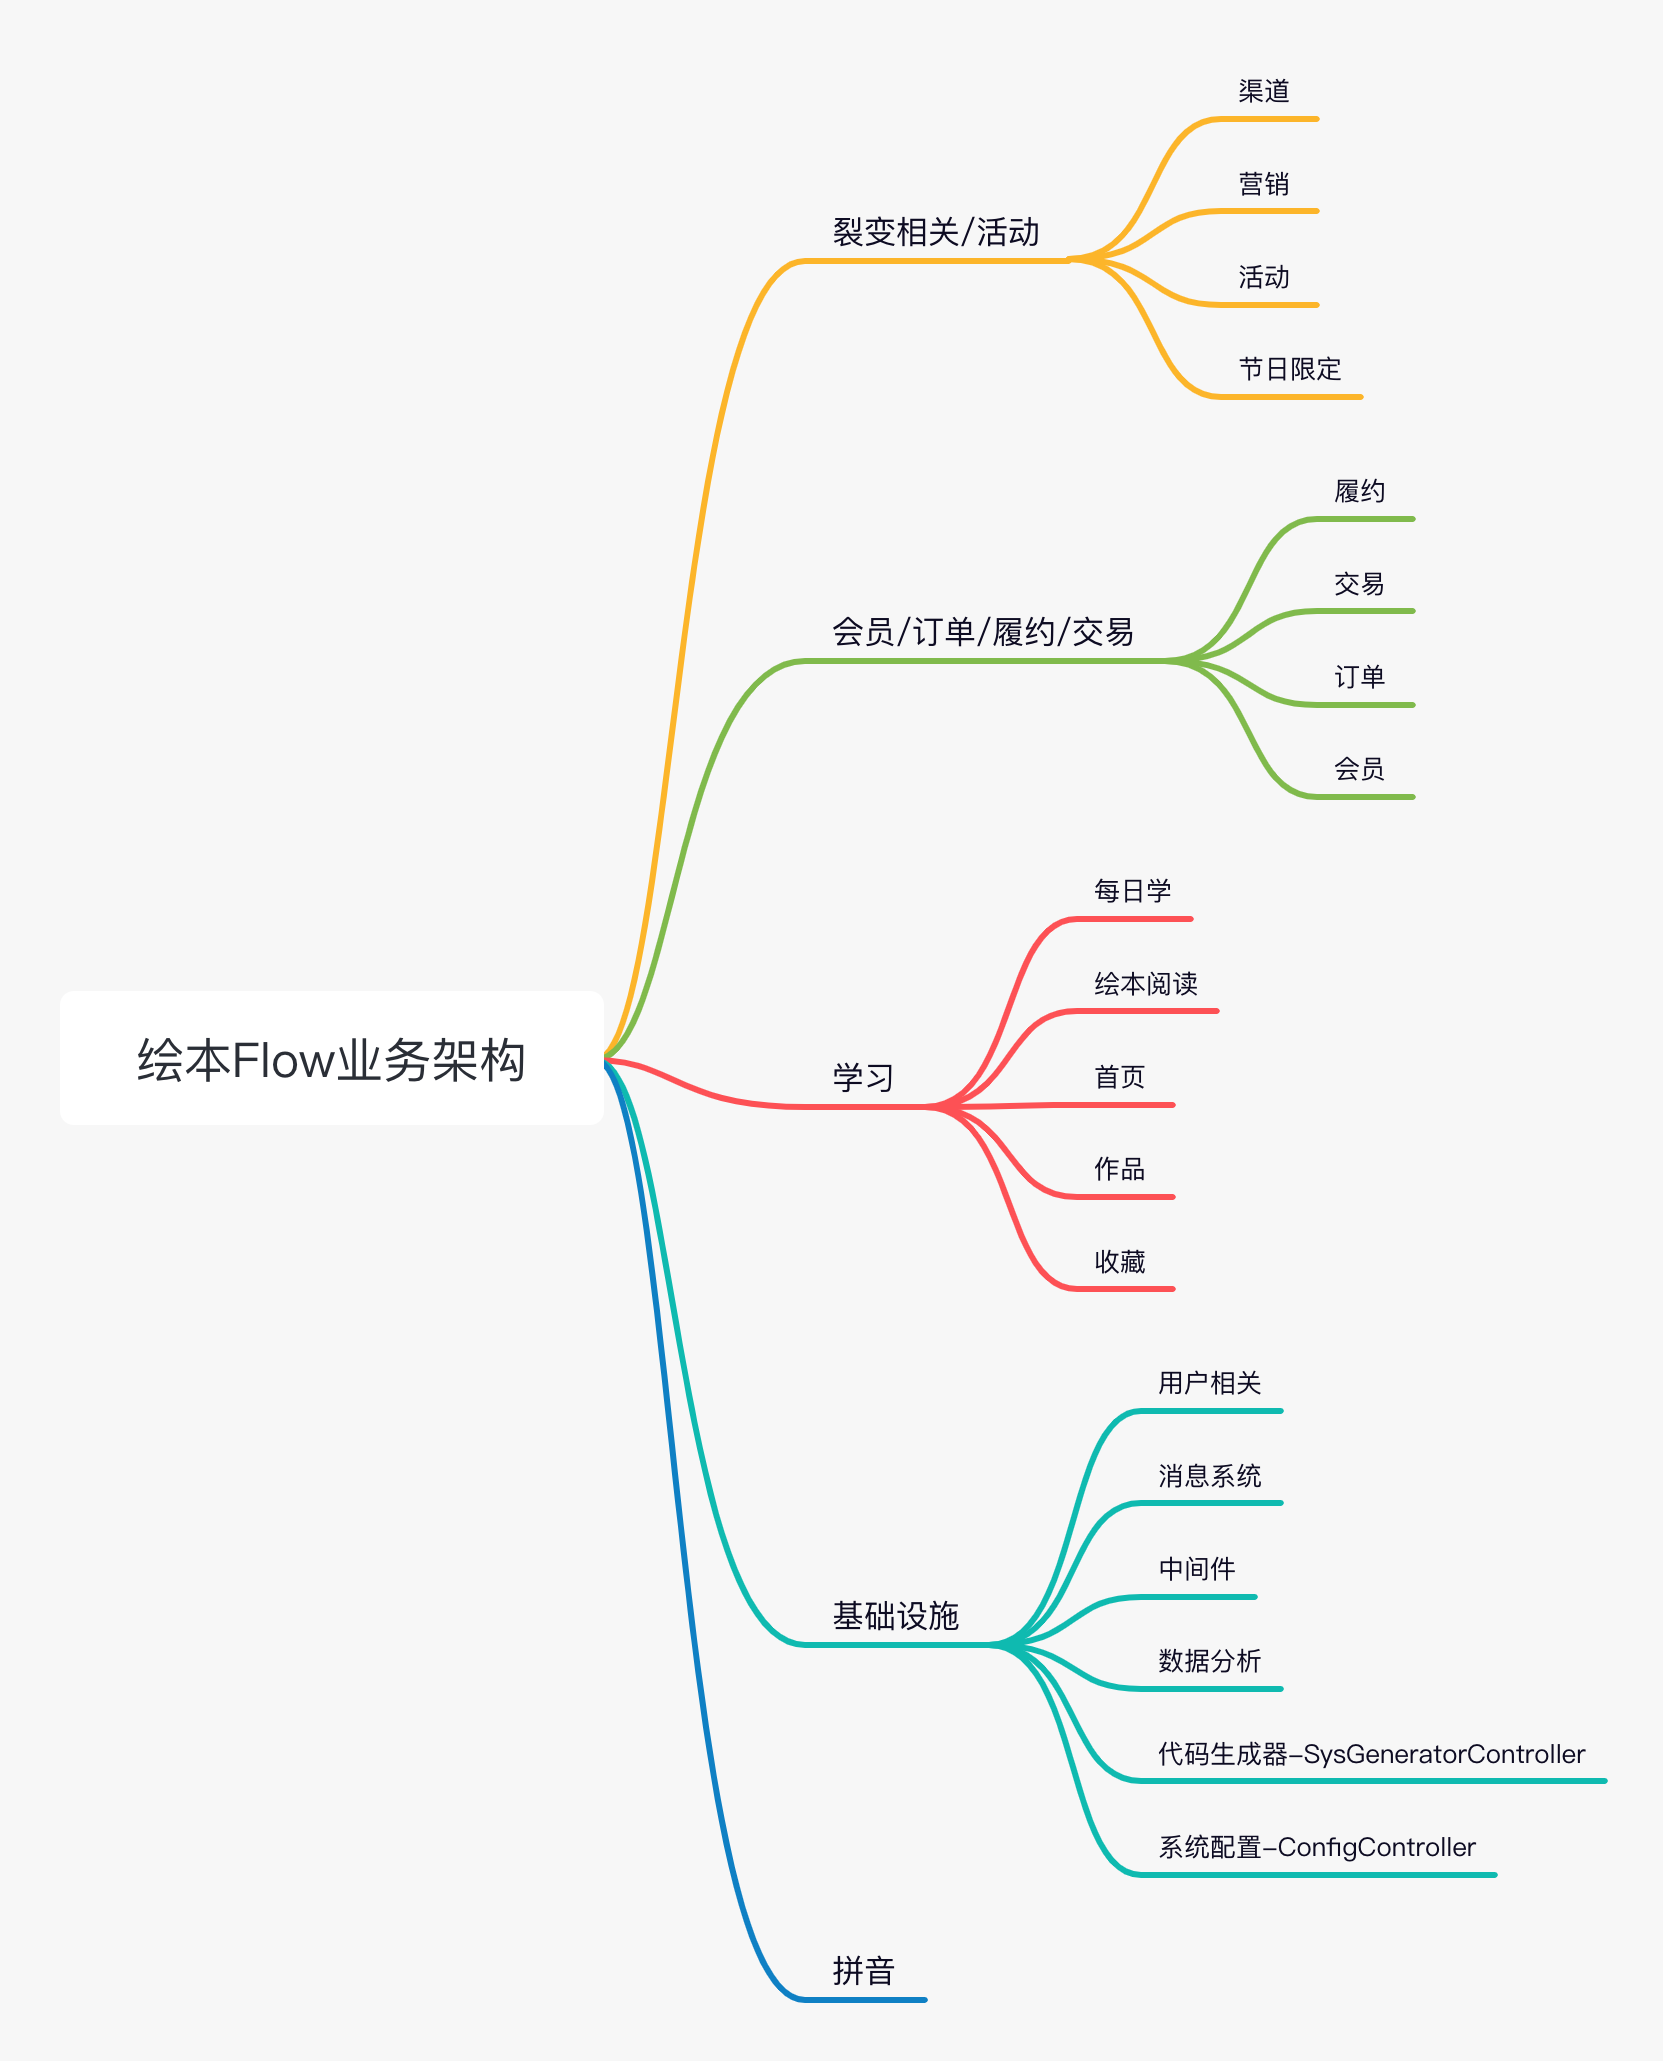 绘本Flow业务架构
裂变相关/活动
渠道
营销
活动
节日限定
会员/订单/履约/交易
履约
交易
订单
会员
学习
每日学
绘本阅读
首页
作品
收藏
基础设施
用户相关
消息系统
中间件
数据分析
代码生成器-SysGeneratorController
系统配置-ConfigController
拼音